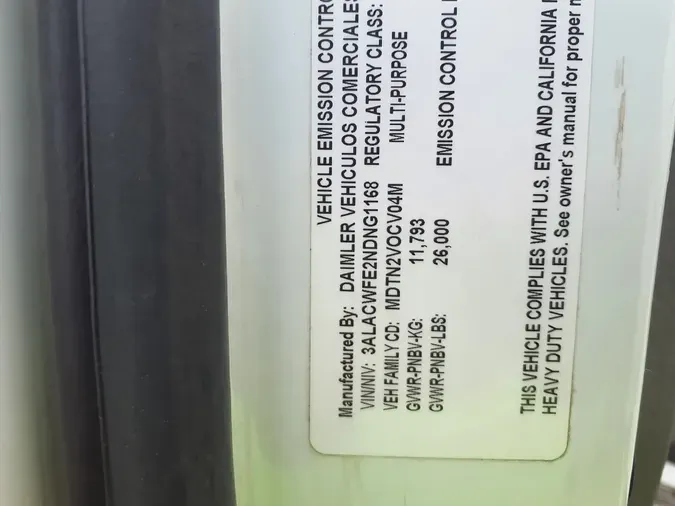 VEHICLE EMISSION CONTRO
Manufactured By: DAIMLER VEHICULOS COMERCIALES
VIN/NIV: 3ALACWFE2NDNG1168 REGULATORY CLASS:
VEH FAMILY CD: MDTN2VOCV04M MULTI-PURPOSE
GVWR-PNBV-KG: 11,793
GVWR-PNBV-LBS: 26,000 EMISSION CONTROL I
THIS VEHICLE COMPLIES WITH U.S. EPA AND CALIFORNIA
HEAVY DUTY VEHICLES. See owner's manual for proper